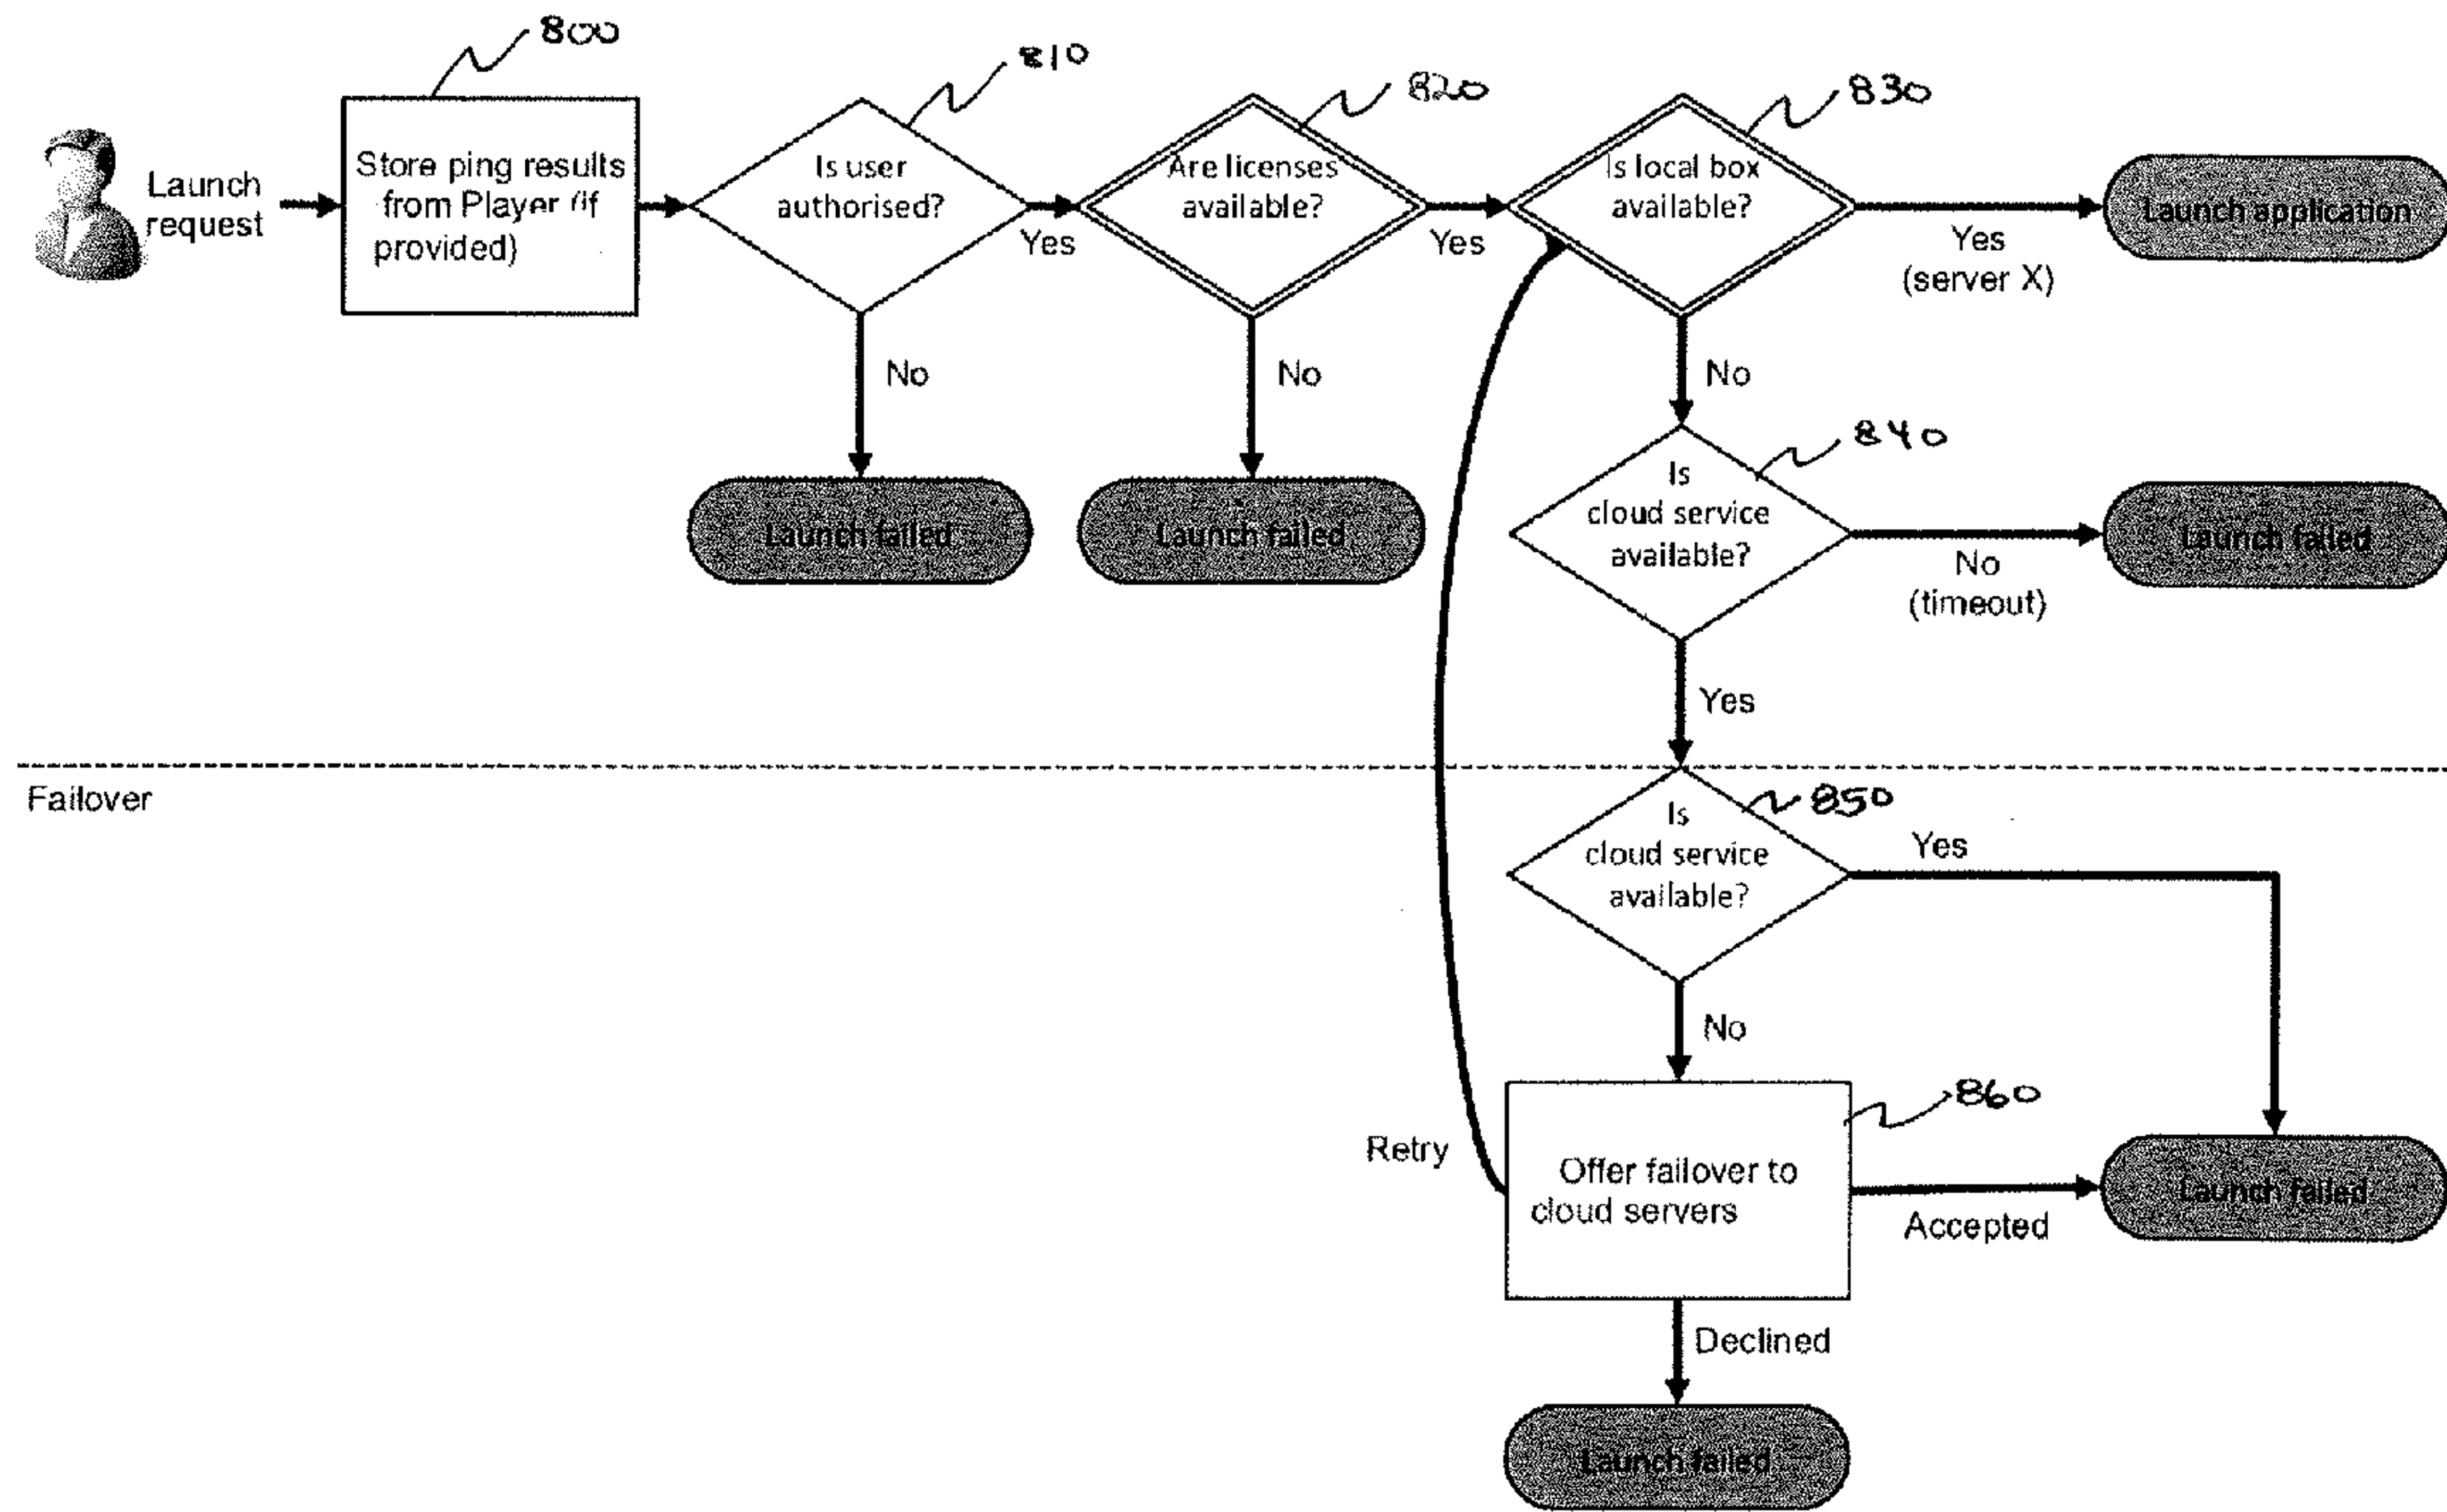 800
810
820
830
Launch
request
Store ping results
from Player (if
provided)
Is user
authorised?
Yes
Are licenses
available?
Yes
Is local box
available?
Yes
(server X)
Launch application
No
No
No
Launch failed
Launch failed
840
Is
cloud service
available?
No
(timeout)
Launch failed
Yes
Failover
850
Is
cloud service
available?
Yes
No
860
Retry
Offer failover to
cloud servers
Accepted
Launch failed
Declined
Launch failed